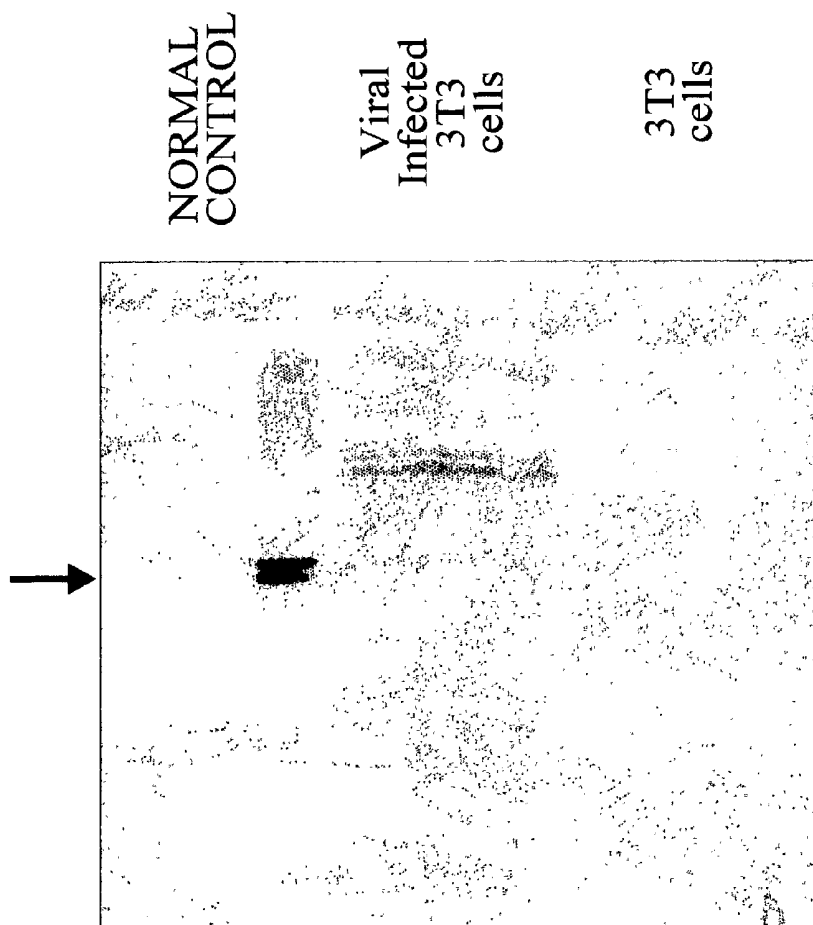 NORMAL
CONTROL
Viral
Infected
3T3
cells
3T3
cells